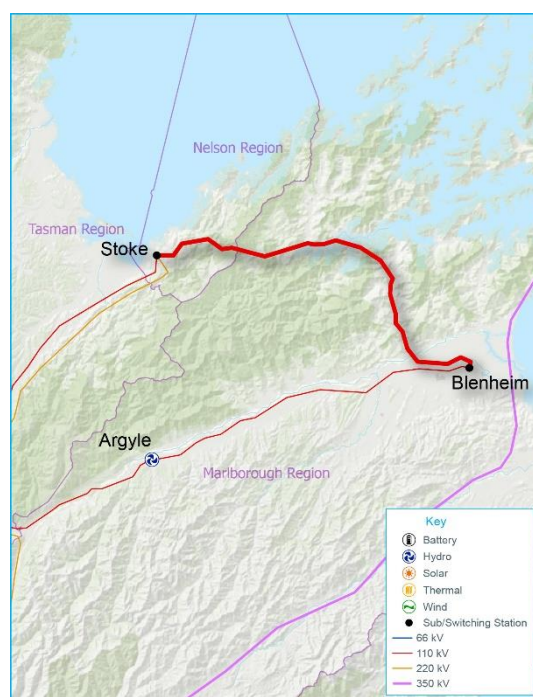 Nelson Region
Tasman Region
Stoke
Blenheim
Argyle
Marlborough Region
Key
Battery
Hydro
Solar
Thermal
Wind
Sub/Switching Station
66 kV
110 kV
220 kV
350 kV